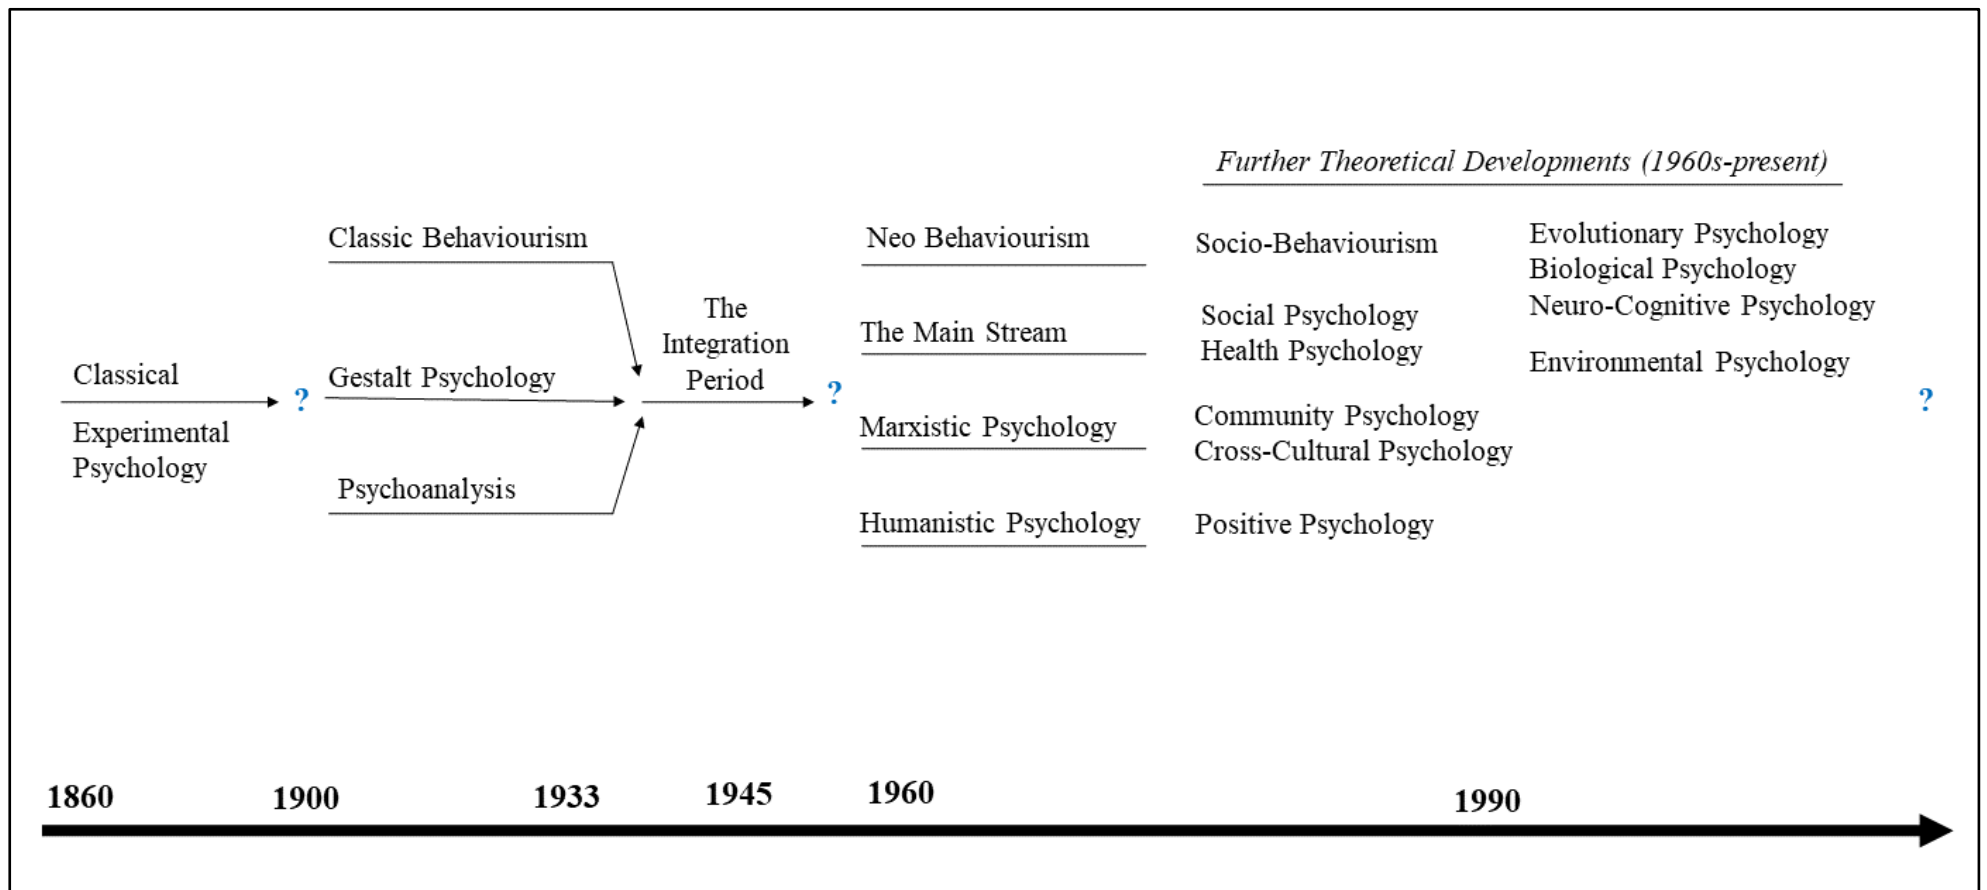 Further Theoretical Developments (1960s-present)
Classic Behaviourism
Neo Behaviourism
Socio-Behaviourism
Evolutionary Psychology
Biological Psychology
Neuro-Cognitive Psychology
The
Integration
Period
The Main Stream
Social Psychology
Health Psychology
Environmental Psychology
Classical
Experimental
Psychology
?
Gestalt Psychology
?
Marxistic Psychology
Community Psychology
Cross-Cultural Psychology
?
Psychoanalysis
Humanistic Psychology
Positive Psychology
1860
1900
1933
1945
1960
1990